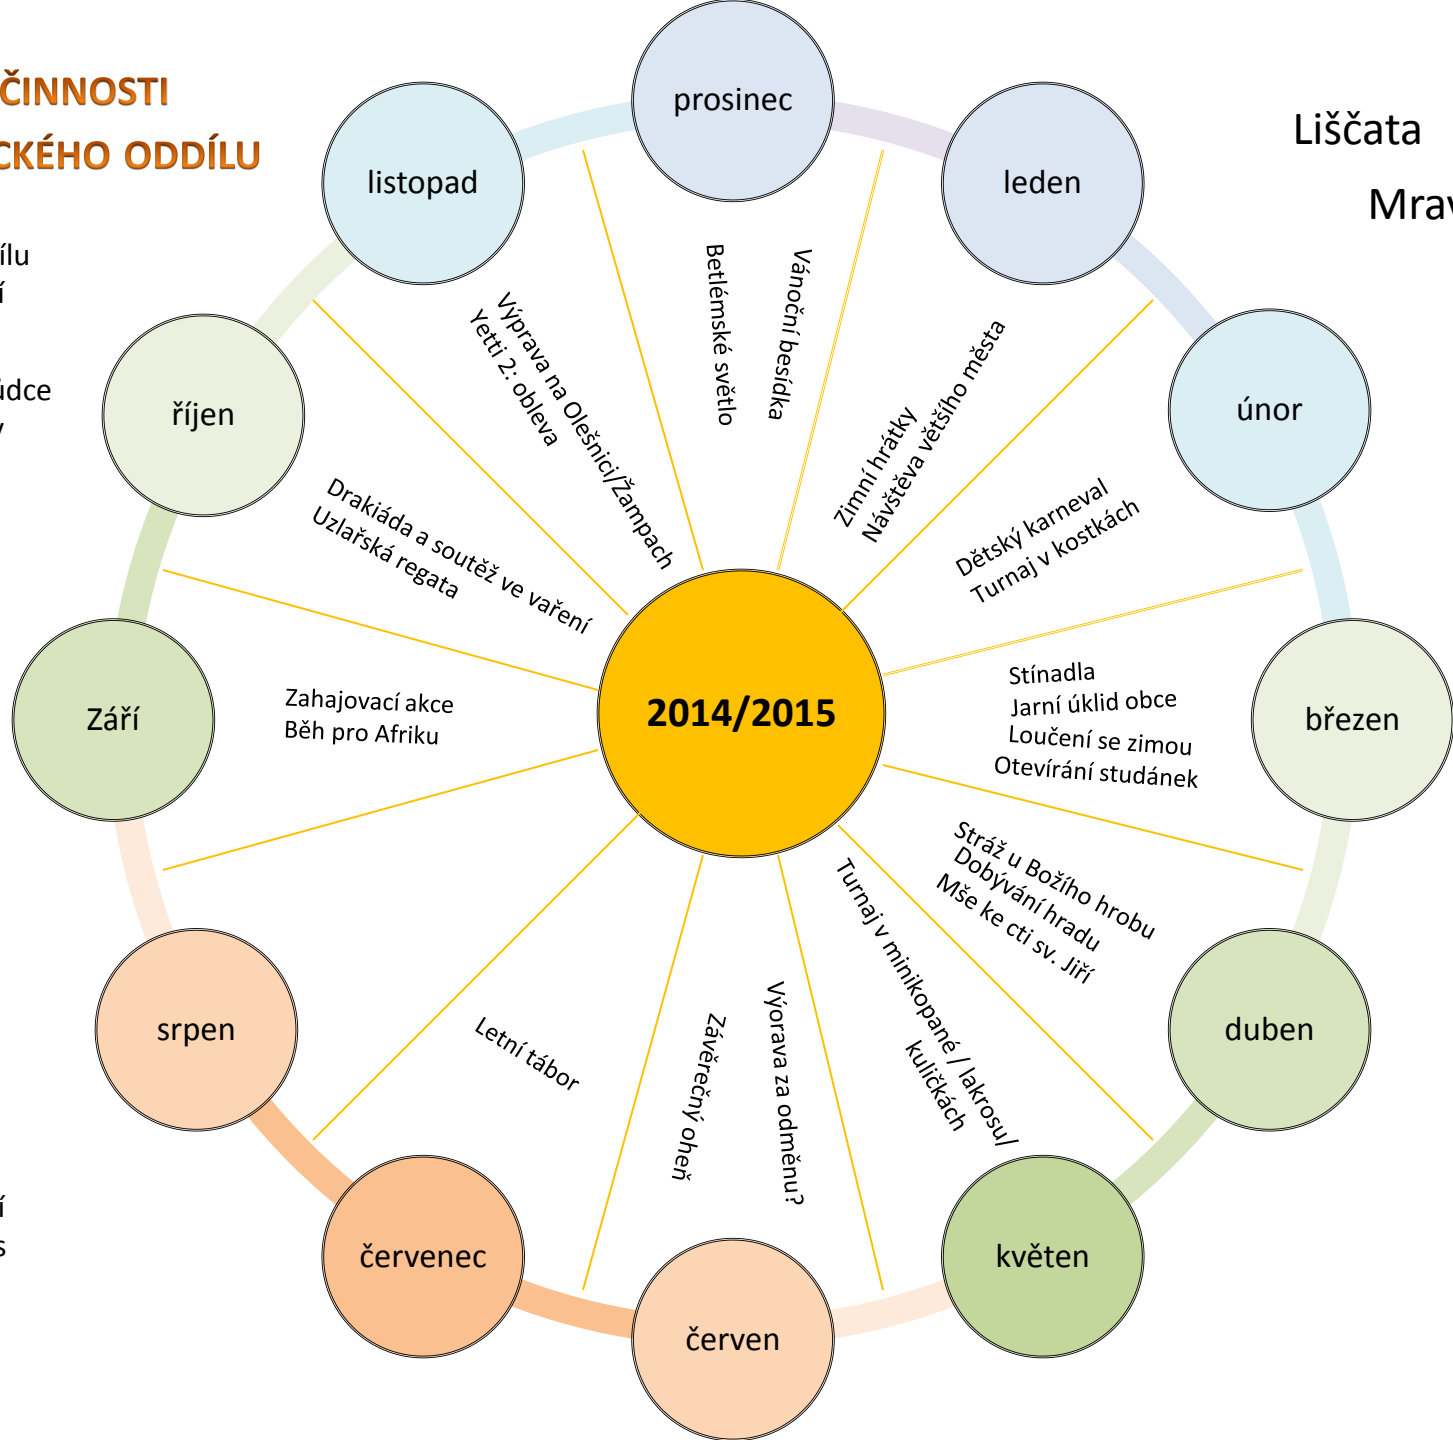 ČINNOSTI
CKÉHO ODDÍLU
Liščata
Mrav
ílu
í
ůdce
y
í
s
prosinec
leden
únor
březen
duben
květen
červen
červenec
srpen
Září
říjen
listopad
2014/2015
Betlémské světlo
Vánoční besídka
Zimní hrátky
Návštěva většího města
Dětský karneval
Turnaj v kostkách
Stínadla
Jarní úklid obce
Loučení se zimou
Otevírání studánek
Stráž u Božího hrobu
Dobývání hradu
Mše ke cti sv. Jiří
Turnaj v minikopané / lakrosu/
kuličkách
Výorava za odměnu?
Závěrečný oheň
Letní tábor
Zahajovací akce
Běh pro Afriku
Drakiáda a soutěž ve vaření
Uzlařská regata
Výprava na Olešnici/Žampach
Yetti 2: obleva